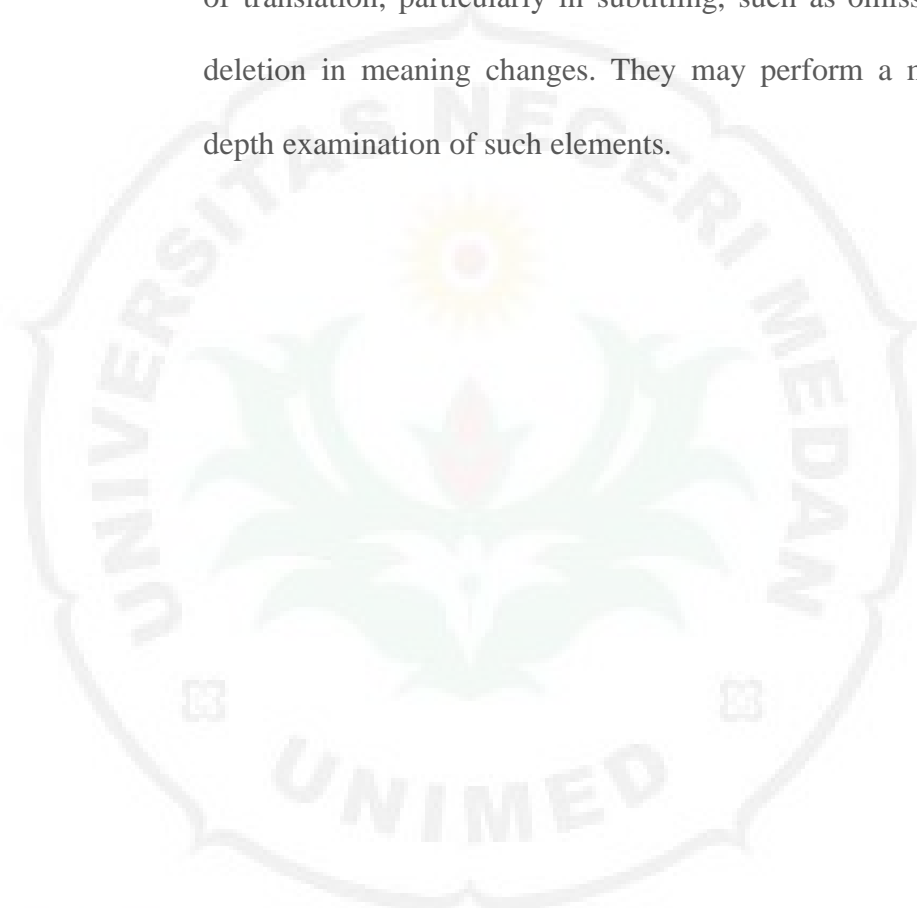 of translation, particularly in subtitling, such as omiss
deletion in meaning changes. They may perform a
depth examination of such elements.
UNIVERSITAS NEGERI MEDAN
UNIMED